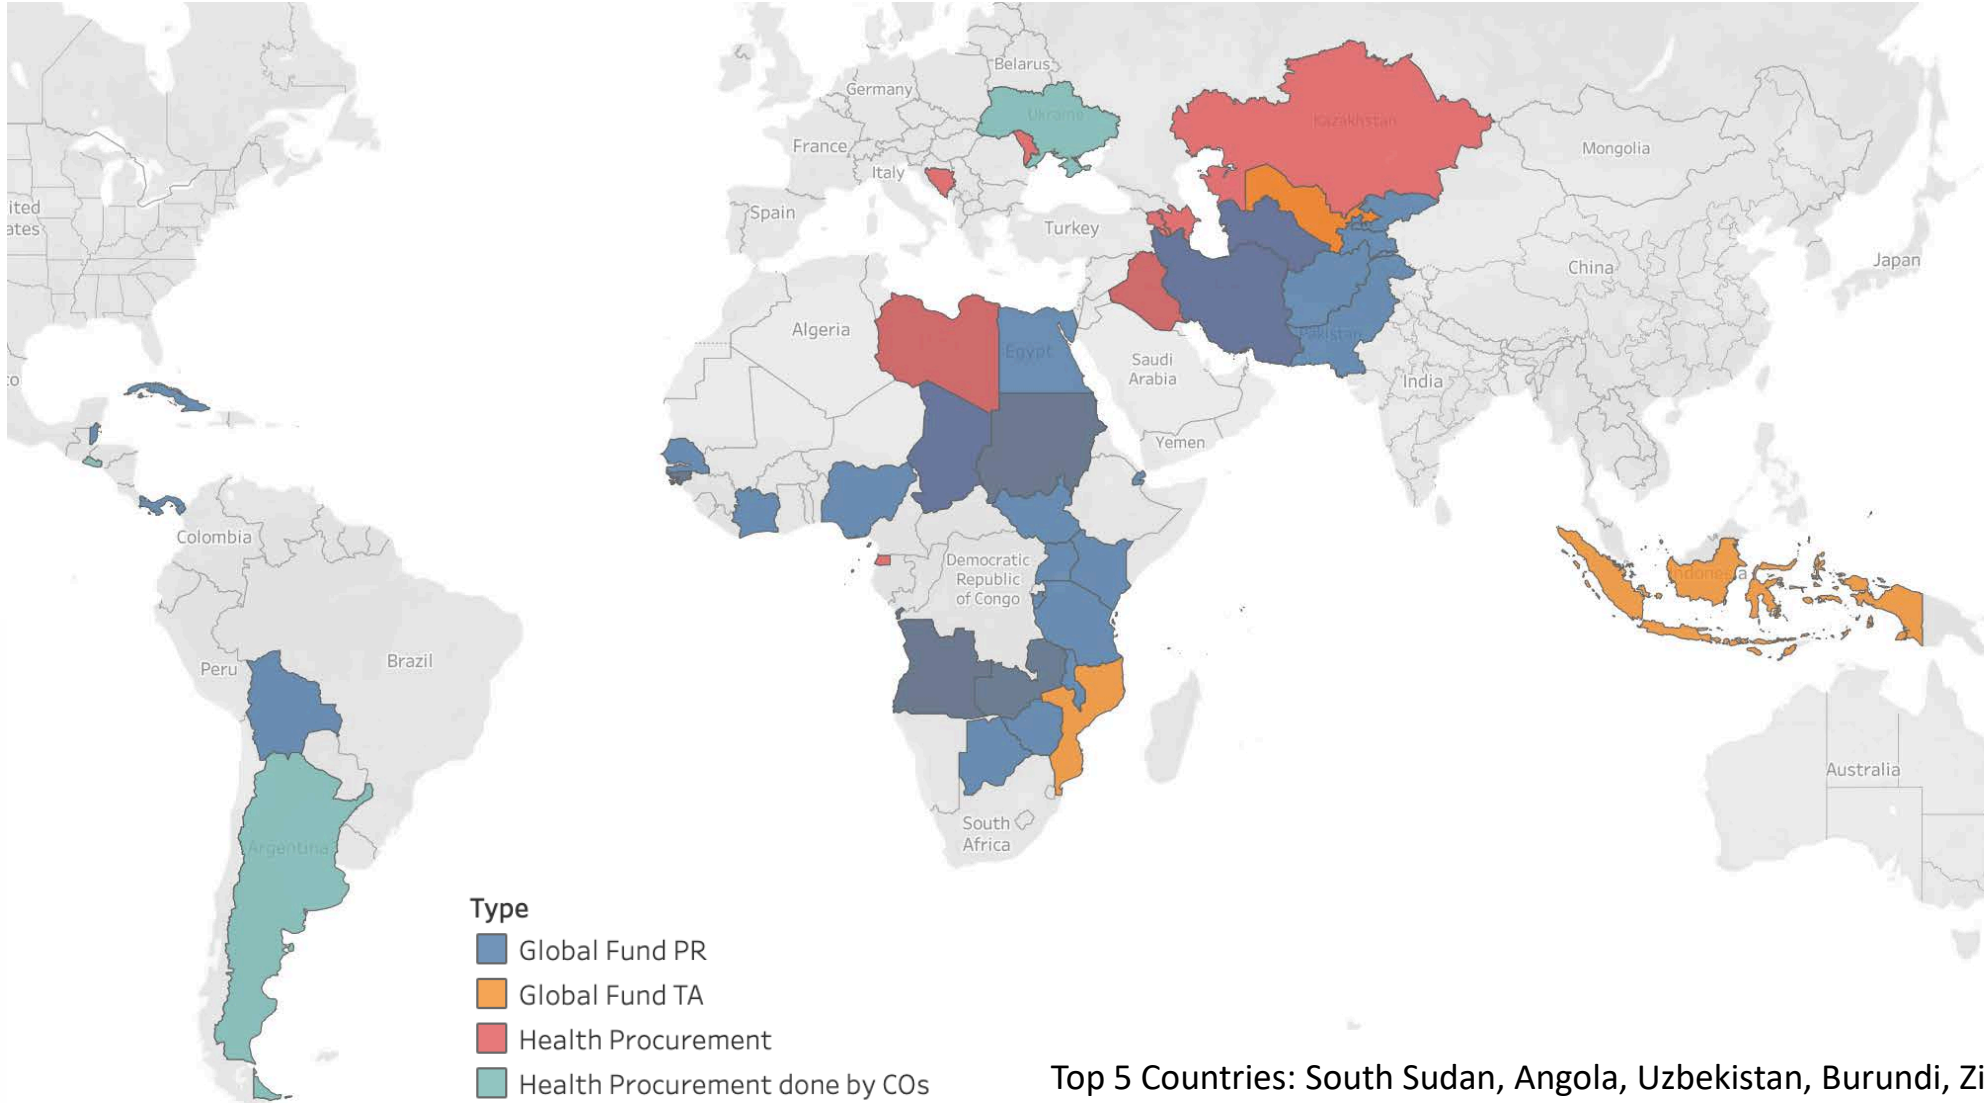 Belarus
Germany
Ukraine
Kazakhstan
France
Mongolia
Italy
ited
ates
Spain
Turkey
China
Japan
Algeria
Egypt
Pakistan
Saudi
Arabia
India
co
Yemen
Colombia
Democratic
Republic
of Congo
Indonesia
Peru
Brazil
Australia
South
Africa
Argentina
Type
Global Fund PR
Global Fund TA
Health Procurement
Health Procurement done by COs
Top 5 Countries: South Sudan, Angola, Uzbekistan, Burundi, Zi